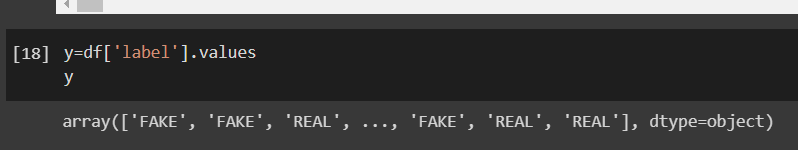 [18] y=df['label'].values
y
array(['FAKE', 'FAKE', 'REAL', ..., 'FAKE', 'REAL', 'REAL'], dtype=object)